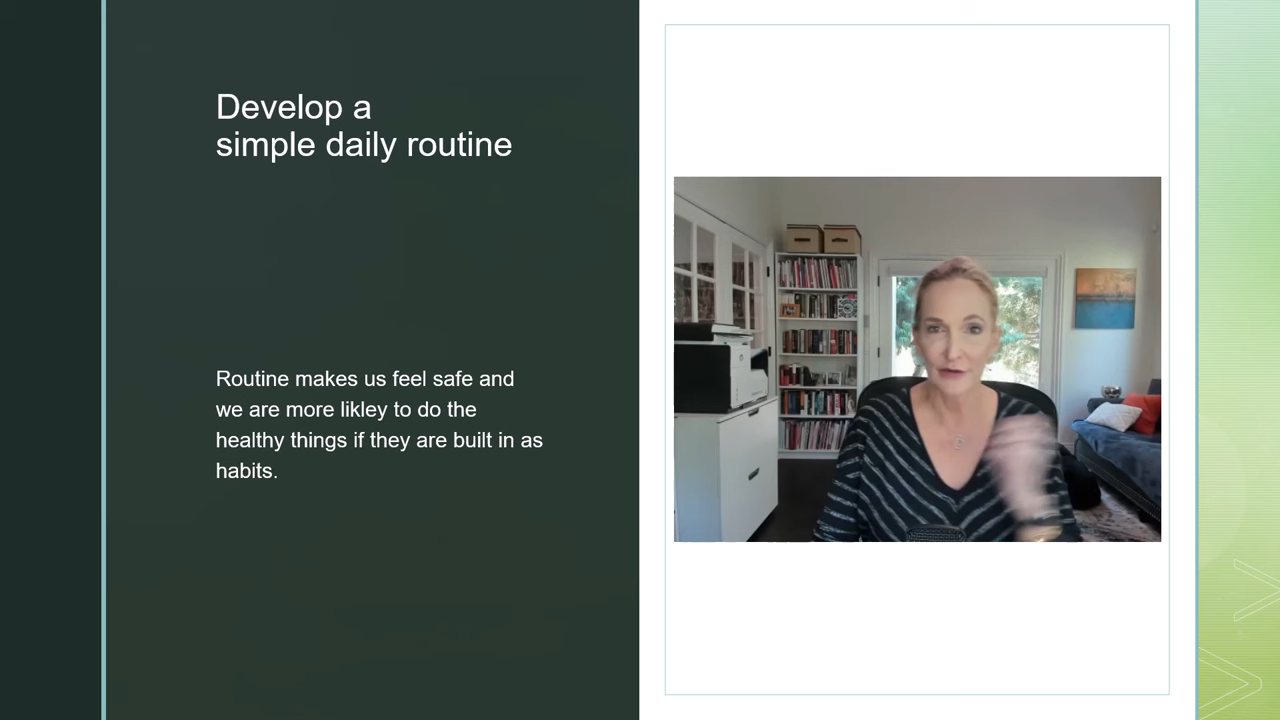 Develop a
simple daily routine
Routine makes us feel safe and
we are more likley to do the
healthy things if they are built in as
habits.